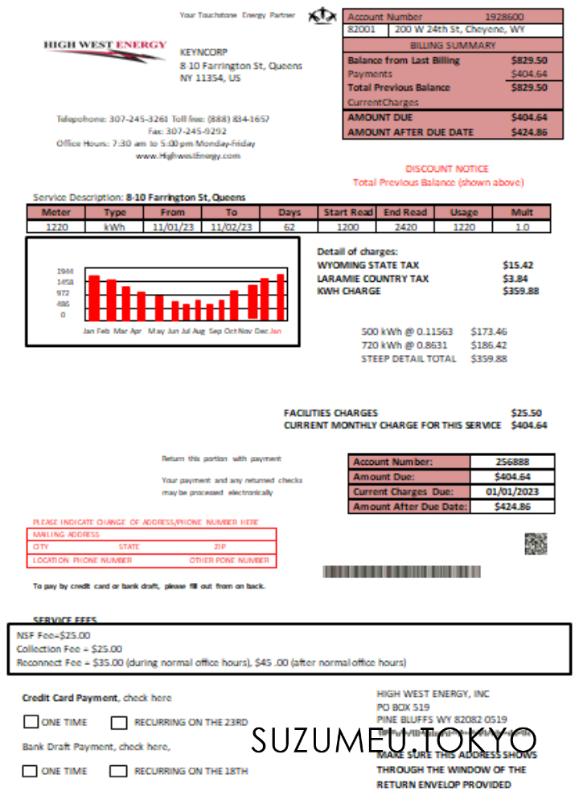 Your Touchstone Energy Partner
HIGH WEST ENERGY
KEYNCORP
8-10 Farrington St, Queens
NY 11354, US
Account Number 1928600
82001 200 W 24th St, Cheyene, WY
BILLING SUMMARY
Balance from Last Billing $829.50
Payments $404.64
Total Previous Balance $829.50
CurrentCharges
AMOUNT DUE $404.64
AMOUNT AFTER DUE DATE $424.86
Telepohome: 307-245-3261 Toll free: (888) 834-1657
Fax: 307-245-9292
Office Hours: 7:30 am to 5:00pm Monday-Friday
www.HighwestEnergy.com
DISCOUNT NOTICE
Total Previous Balance (shown above)
Service Description: 8-10 Farrington St, Queens
Meter Type From To Days Start Read End Read Usage Mult
1220 kWh 11/01/23 11/02/23 62 1200 2420 1220 1.0
1944
1458
972
486
0
Jan Feb Mar Apr May Jun Jul Aug Sep Oct Nov Dec Jan
Detail of charges:
WYOMING STATE TAX $15.42
LARAMIE COUNTRY TAX $3.84
KWH CHARGE $359.88
500 kWh @ 0.11563 $173.46
720 kWh @ 0.8631 $186.42
STEEP DETAIL TOTAL $359.88
FACILITIES CHARGES $25.50
CURRENT MONTHLY CHARGE FOR THIS SERVICE $404.64
Return this portion with payment
Your payment and any returned checks
may be processed electronically
Account Number: 256888
Amount Due: $404.64
Current Charges Due: 01/01/2023
Amount After Due Date: $424.86
PLEASE INDICATE CHANGE OF ADDRESS/PHONE NUMBER HERE
MAILING ADDRESS
CITY STATE ZIP
LOCATION PHONE NUMBER OTHER PONE NUMBER
To pay by credit card or bank draft, please fill out from on back.
SERVICE FEES
NSF Fee=$25.00
Collection Fee = $25.00
Reconnect Fee = $35.00 (during normal office hours), $45 .00 (after normal office hours)
Credit Card Payment, check here
ONE TIME RECURRING ON THE 23RD
Bank Draft Payment, check here,
ONE TIME RECURRING ON THE 18TH
HIGH WEST ENERGY, INC
PO BOX 519
PINE BLUFFS WY 82082 0519
SUZUMEU.TOKYO
MAKE SURE THIS ADDRESS SHOWS
THROUGH THE WINDOW OF THE
RETURN ENVELOP PROVIDED